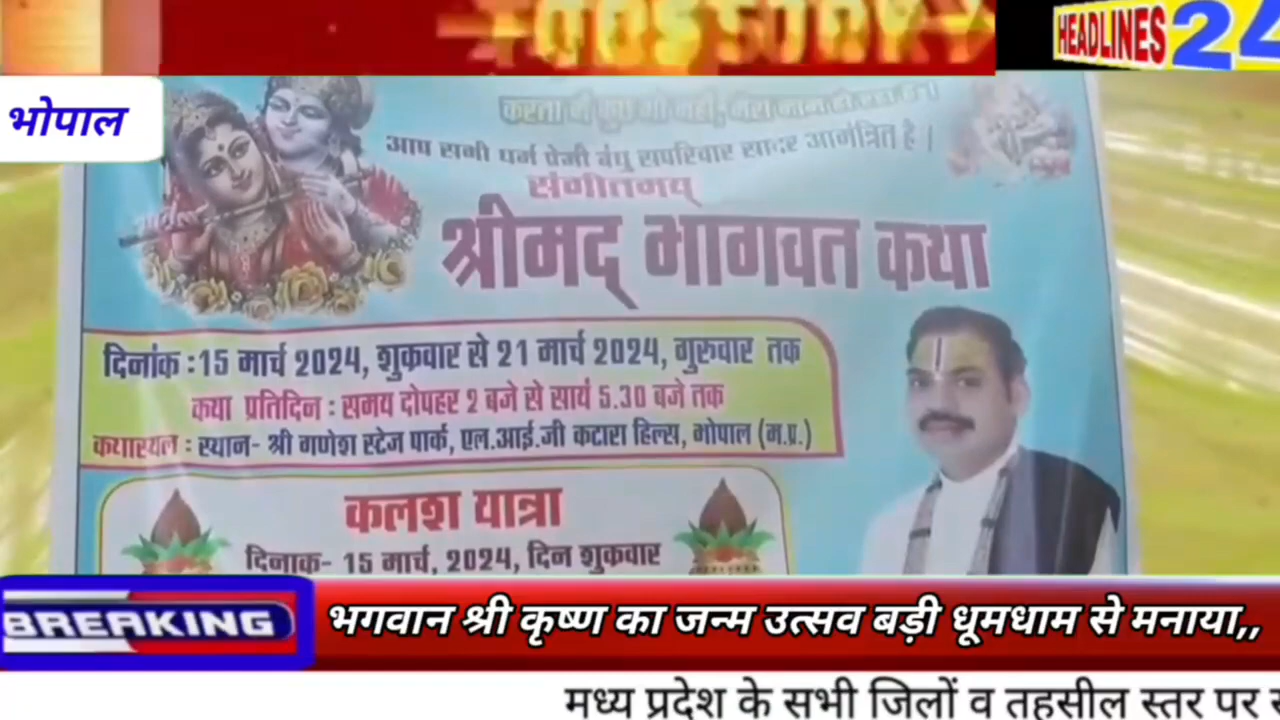 HEADLINES 24
भोपाल
आप सभी धर्म प्रेमी बंधु सपरिवार सादर आमंत्रित है।
संगीतमय
श्रीमद् भागवत कथा
दिनांक :15 मार्च 2024, शुक्रवार से 21 मार्च 2024, गुरुवार तक
कथा प्रतिदिन : समय दोपहर 2 बजे से सायं 5.30 बजे तक
कथास्थल : स्थान- श्री गणेश स्टेज पार्क, एल.आई.जी कटारा हिल्स, भोपाल (म.प्र.)
कलश यात्रा
दिनाक- 15 मार्च, 2024, दिन शुक्रवार
BREAKING
भगवान श्री कृष्ण का जन्म उत्सव बड़ी धूमधाम से मनाया,,
मध्य प्रदेश के सभी जिलों व तहसील स्तर पर